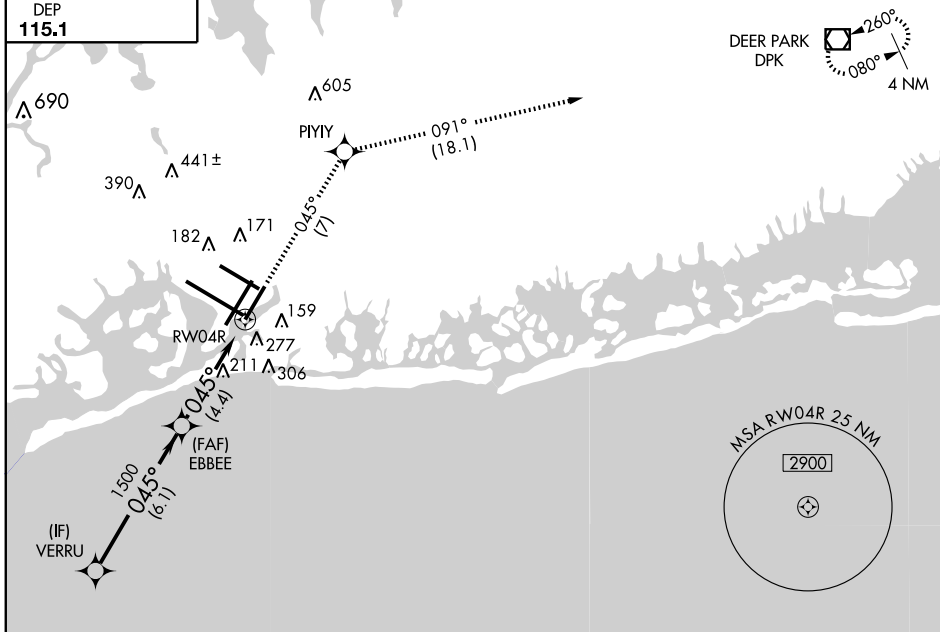 DEP
115.1
DEER PARK
DPK
260°
080°
4 NM
690
605
PIYIY
091°
(18.1)
441±
390
045°
(7)
182
171
159
RW04R
277
211
306
045°
(4.4)
(FAF)
EBBEE
1500
045°
(6.1)
(IF)
VERRU
MSA RW04R 25 NM
2900